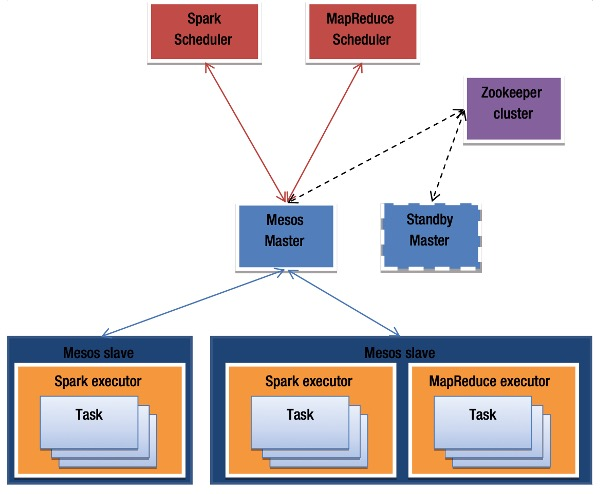 Spark
Scheduler
MapReduce
Scheduler
Zookeeper
cluster
Mesos
Master
Standby
Master
Mesos slave
Spark executor
Task
Mesos slave
Spark executor
Task
MapReduce executor
Task